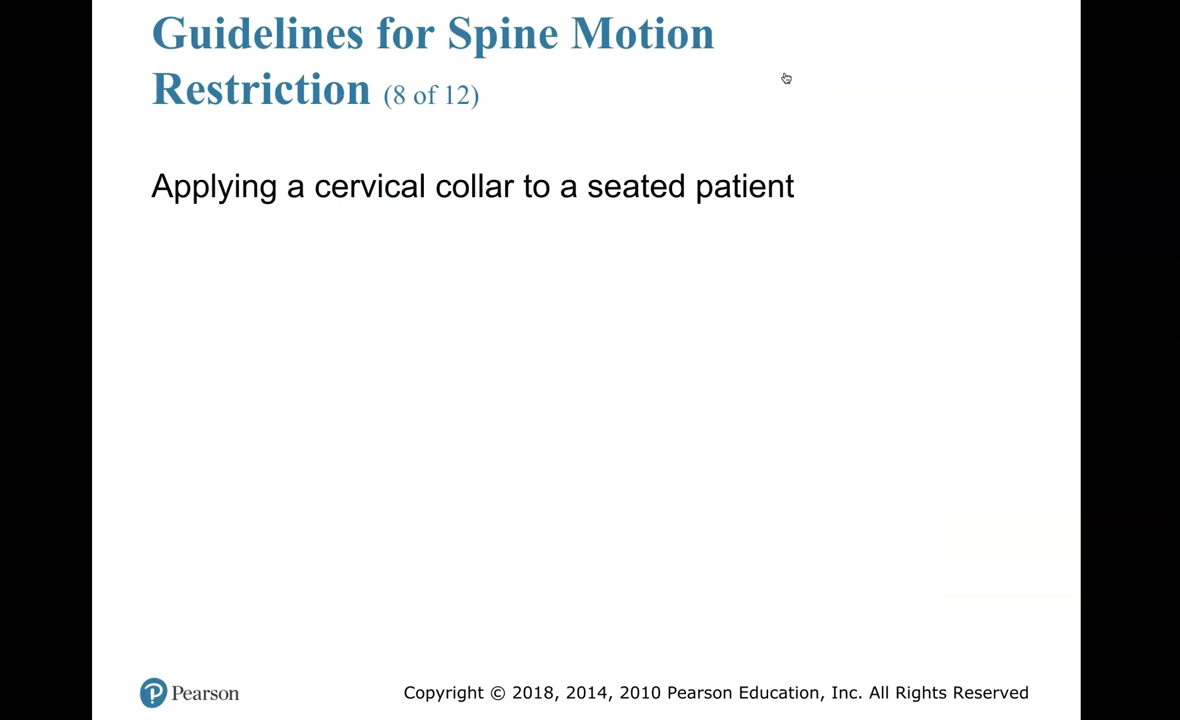 Guidelines for Spine Motion
Restriction (8 of 12)
Applying a cervical collar to a seated patient
Pearson
Copyright © 2018, 2014, 2010 Pearson Education, Inc. All Rights Reserved